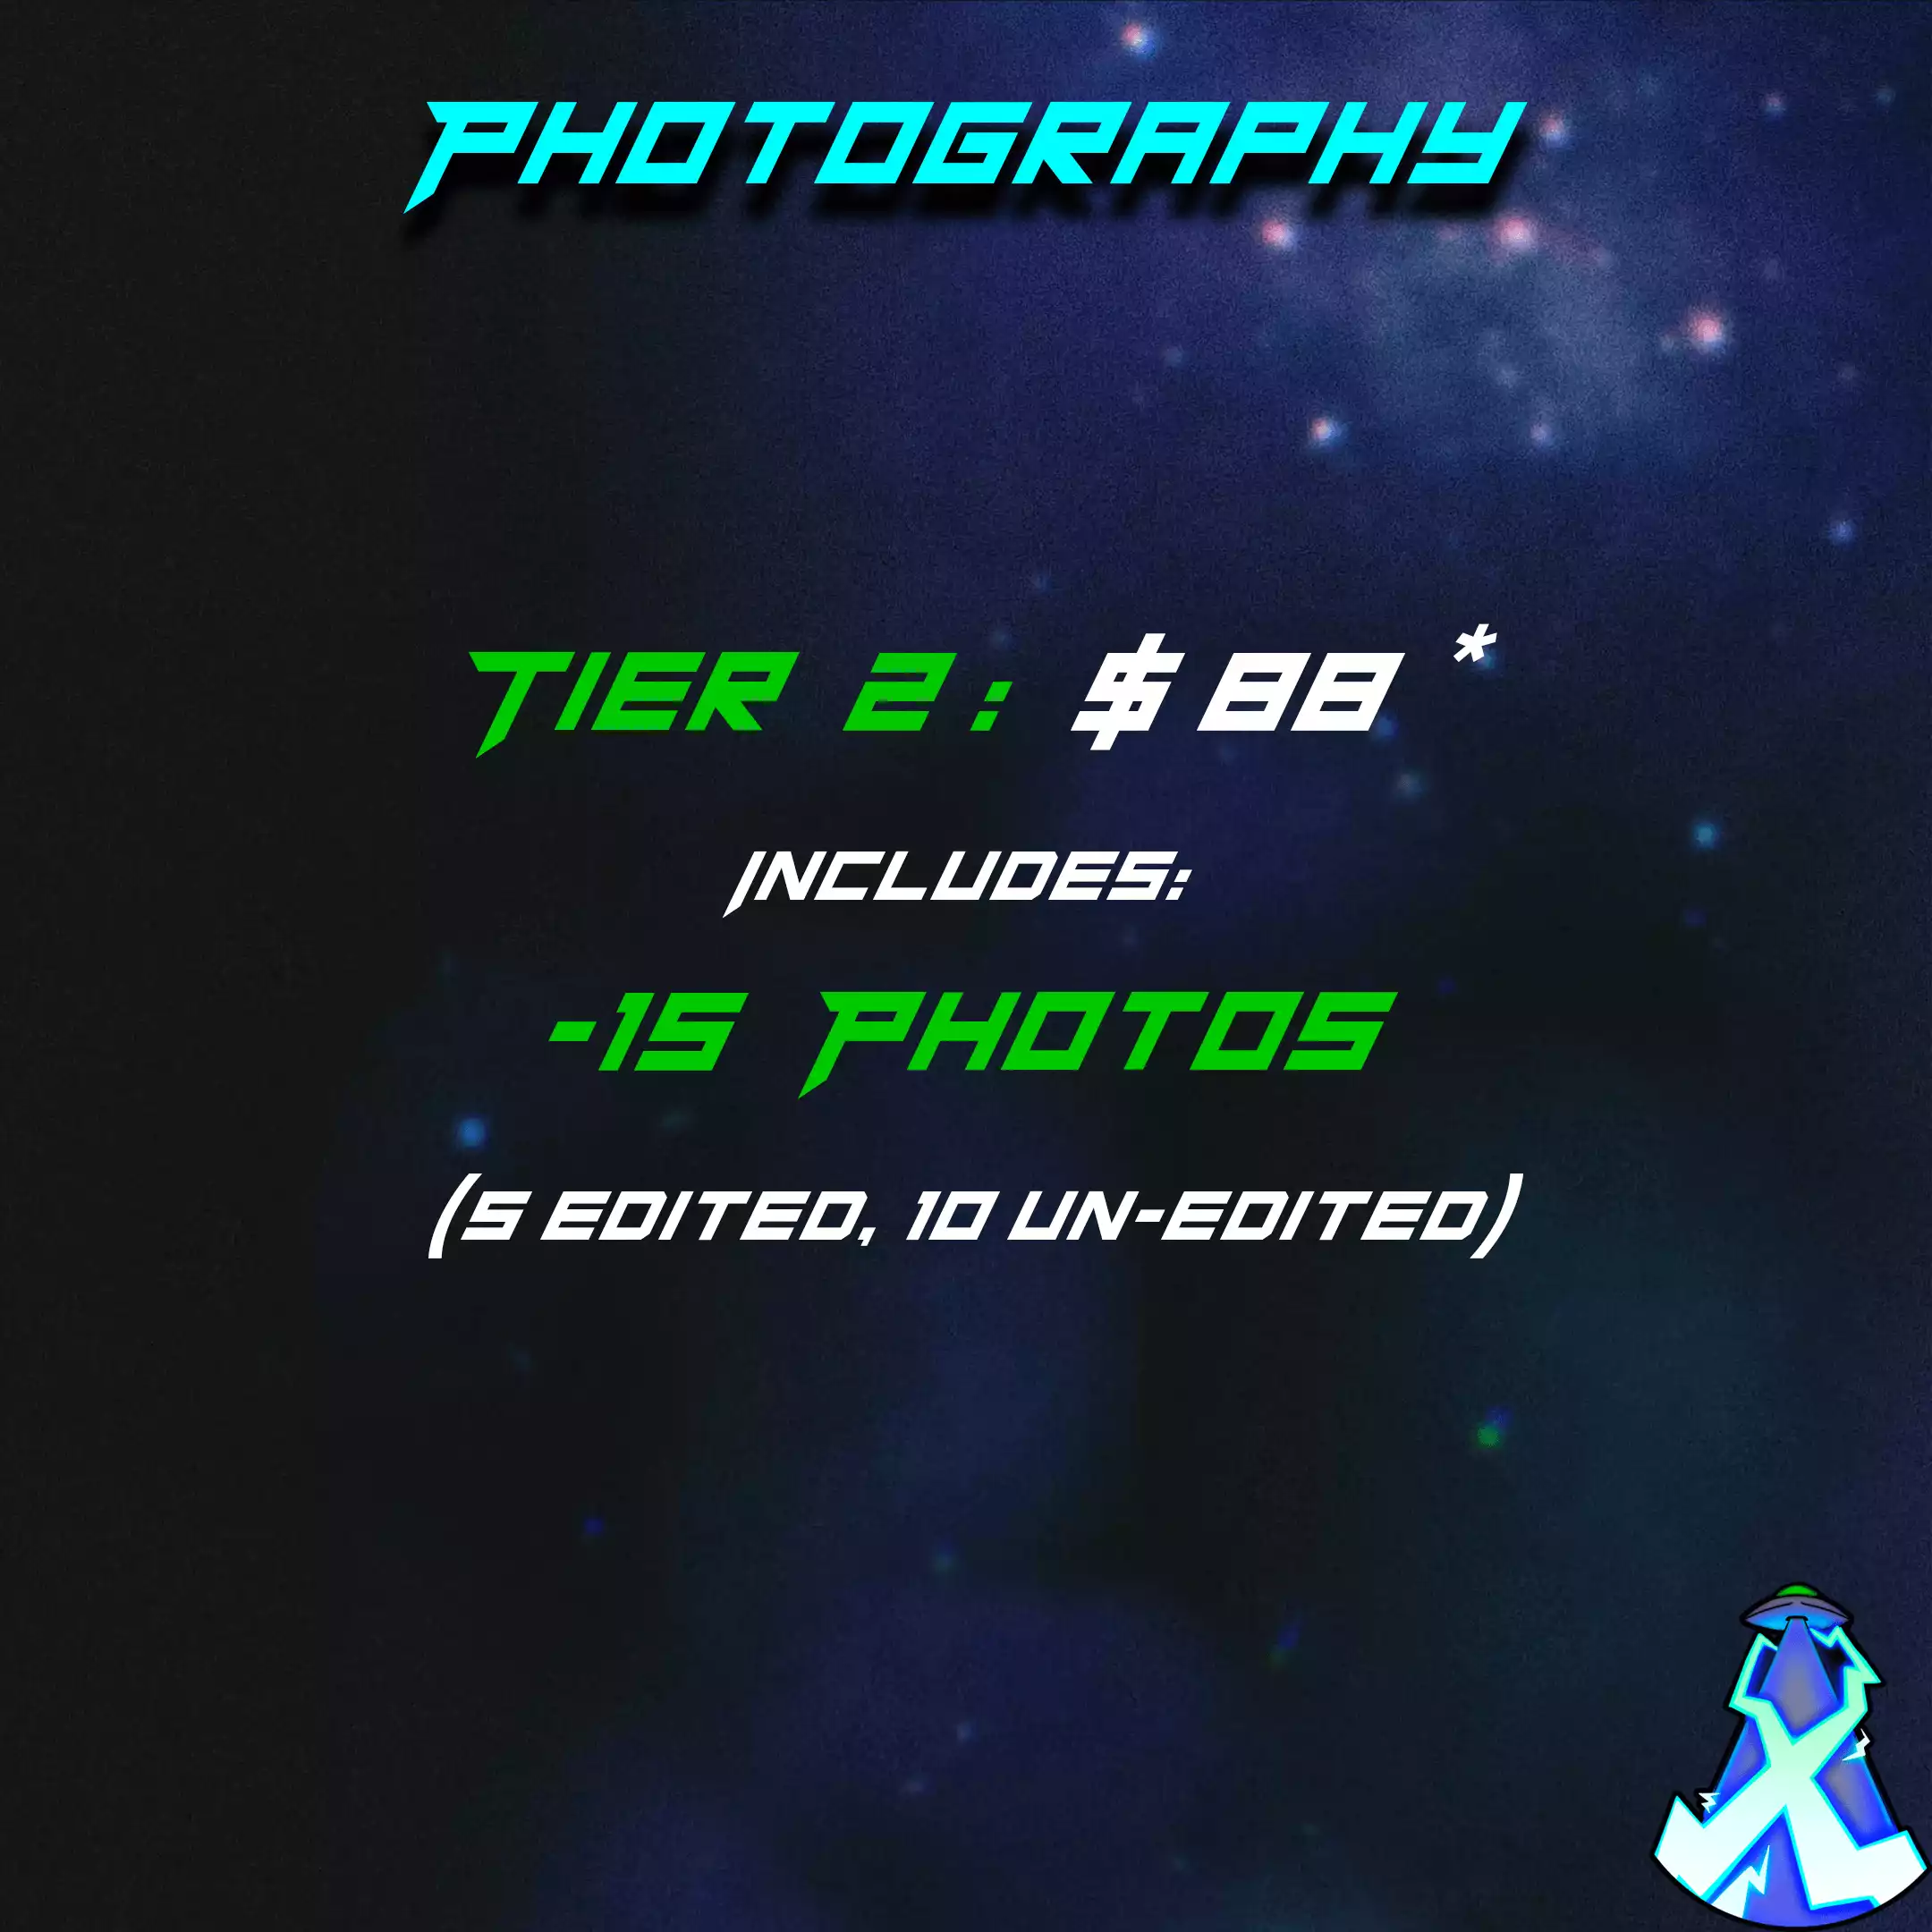 PHOTOGRAPHY
TIER 2: $88 *
INCLUDES:
-15 PHOTOS
(5 EDITED, 10 UN-EDITED)
X